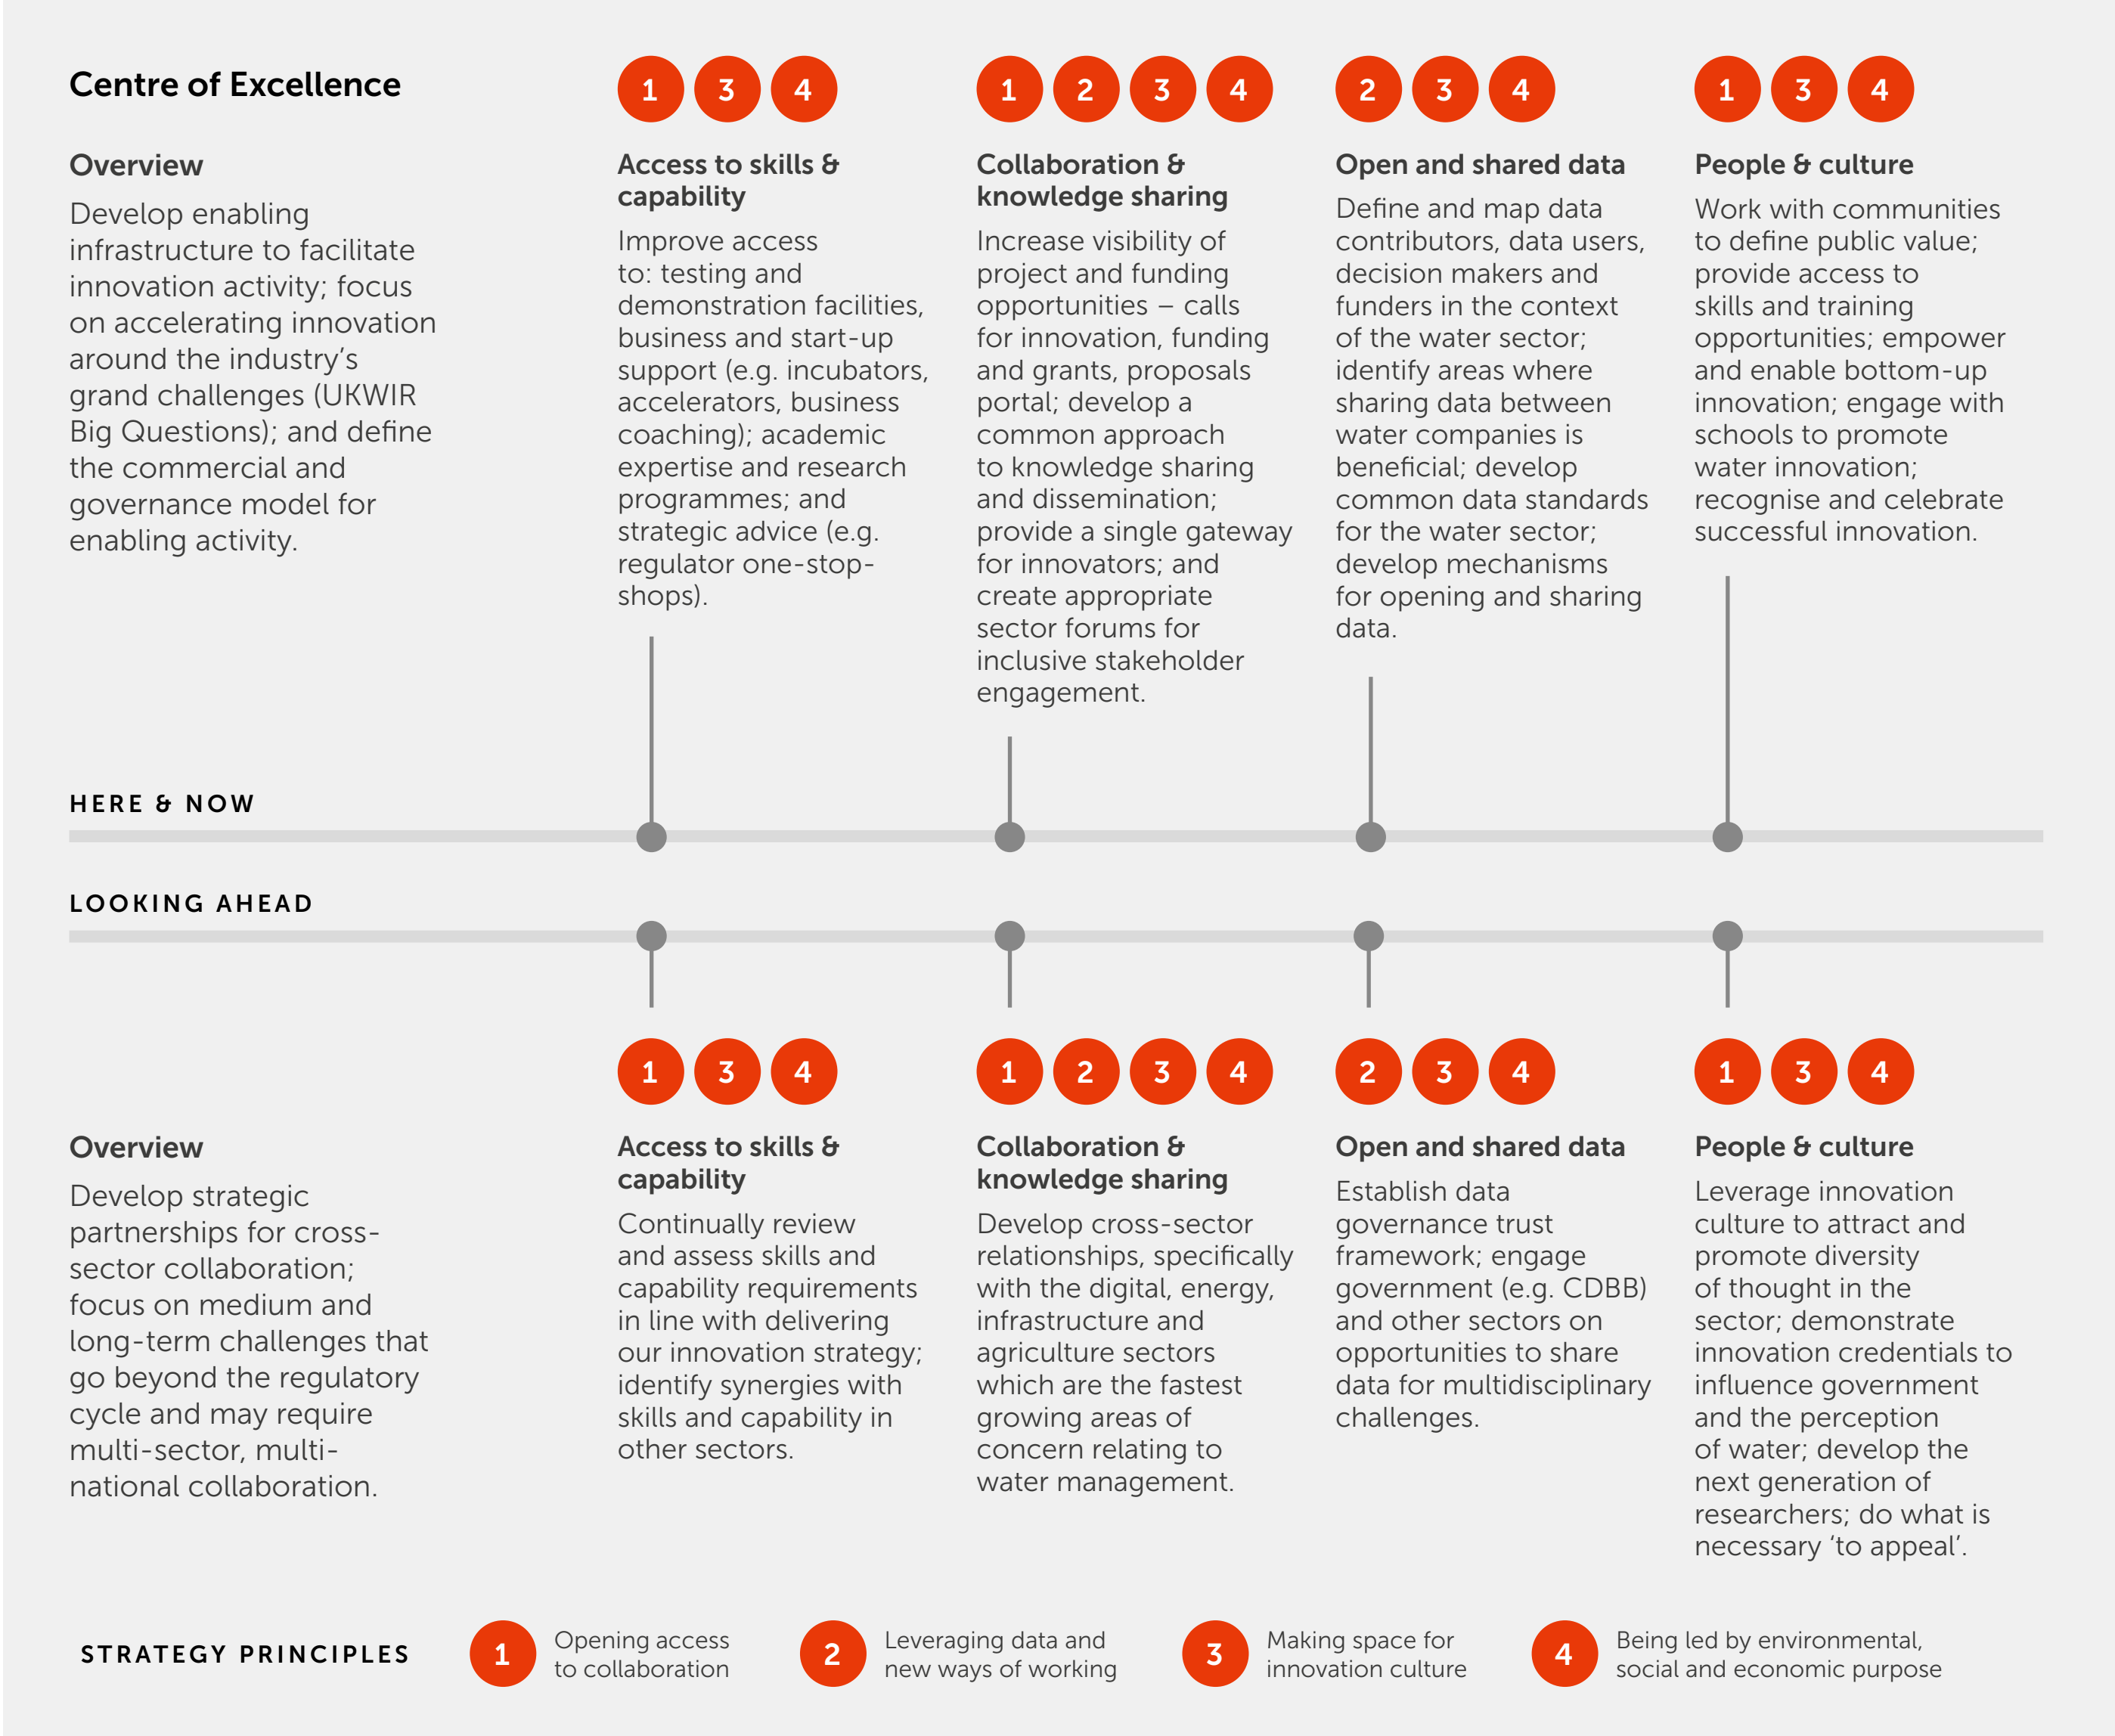 Centre of Excellence
Overview
Develop enabling
infrastructure to facilitate
innovation activity; focus
on accelerating innovation
around the industry's
grand challenges (UKWIR
Big Questions); and define
the commercial and
governance model for
enabling activity.
1 3 4
Access to skills &
capability
Improve access
to: testing and
demonstration facilities,
business and start-up
support (e.g. incubators,
accelerators, business
coaching); academic
expertise and research
programmes; and
strategic advice (e.g.
regulator one-stop-
shops).
1 2 3 4
Collaboration &
knowledge sharing
Increase visibility of
project and funding
opportunities – calls
for innovation, funding
and grants, proposals
portal; develop a
common approach
to knowledge sharing
and dissemination;
provide a single gateway
for innovators; and
create appropriate
sector forums for
inclusive stakeholder
engagement.
2 3 4
Open and shared data
Define and map data
contributors, data users,
decision makers and
funders in the context
of the water sector;
identify areas where
sharing data between
water companies is
beneficial; develop
common data standards
for the water sector;
develop mechanisms
for opening and sharing
data.
1 3 4
People & culture
Work with communities
to define public value;
provide access to
skills and training
opportunities; empower
and enable bottom-up
innovation; engage with
schools to promote
water innovation;
recognise and celebrate
successful innovation.
HERE & NOW
LOOKING AHEAD
Overview
Develop strategic
partnerships for cross-
sector collaboration;
focus on medium and
long-term challenges that
go beyond the regulatory
cycle and may require
multi-sector, multi-
national collaboration.
1 3 4
Access to skills &
capability
Continually review
and assess skills and
capability requirements
in line with delivering
our innovation strategy;
identify synergies with
skills and capability in
other sectors.
1 2 3 4
Collaboration &
knowledge sharing
Develop cross-sector
relationships, specifically
with the digital, energy,
infrastructure and
agriculture sectors
which are the fastest
growing areas of
concern relating to
water management.
2 3 4
Open and shared data
Establish data
governance trust
framework; engage
government (e.g. CDBB)
and other sectors on
opportunities to share
data for multidisciplinary
challenges.
1 3 4
People & culture
Leverage innovation
culture to attract and
promote diversity
of thought in the
sector; demonstrate
innovation credentials to
influence government
and the perception
of water; develop the
next generation of
researchers; do what is
necessary 'to appeal'.
STRATEGY PRINCIPLES
1
Opening access
to collaboration
2
Leveraging data and
new ways of working
3
Making space for
innovation culture
4
Being led by environmental,
social and economic purpose